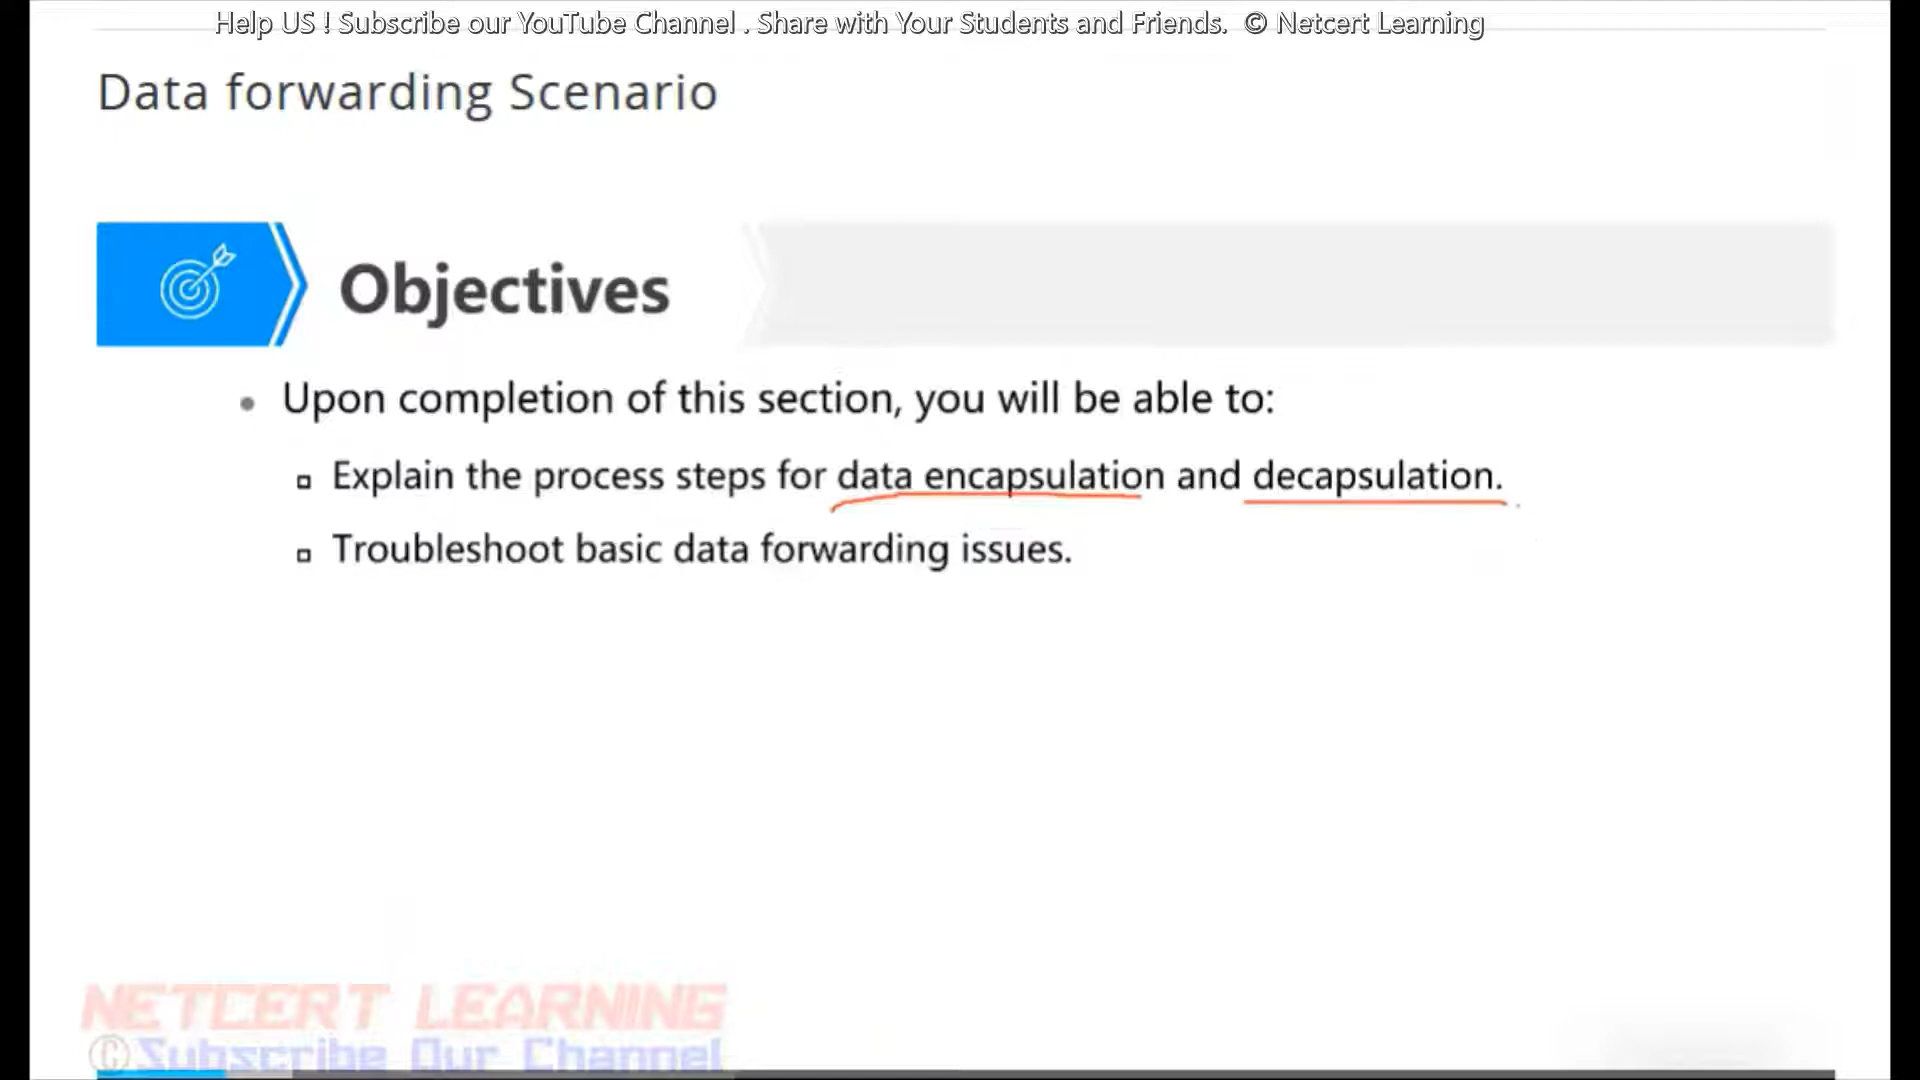 Help US ! Subscribe our YouTube Channel . Share with Your Students and Friends. © Netcert Learning
Data forwarding Scenario
Objectives
Upon completion of this section, you will be able to:
Explain the process steps for data encapsulation and decapsulation.
Troubleshoot basic data forwarding issues.
NETCERT LEARNING
©Subscribe Our Channel